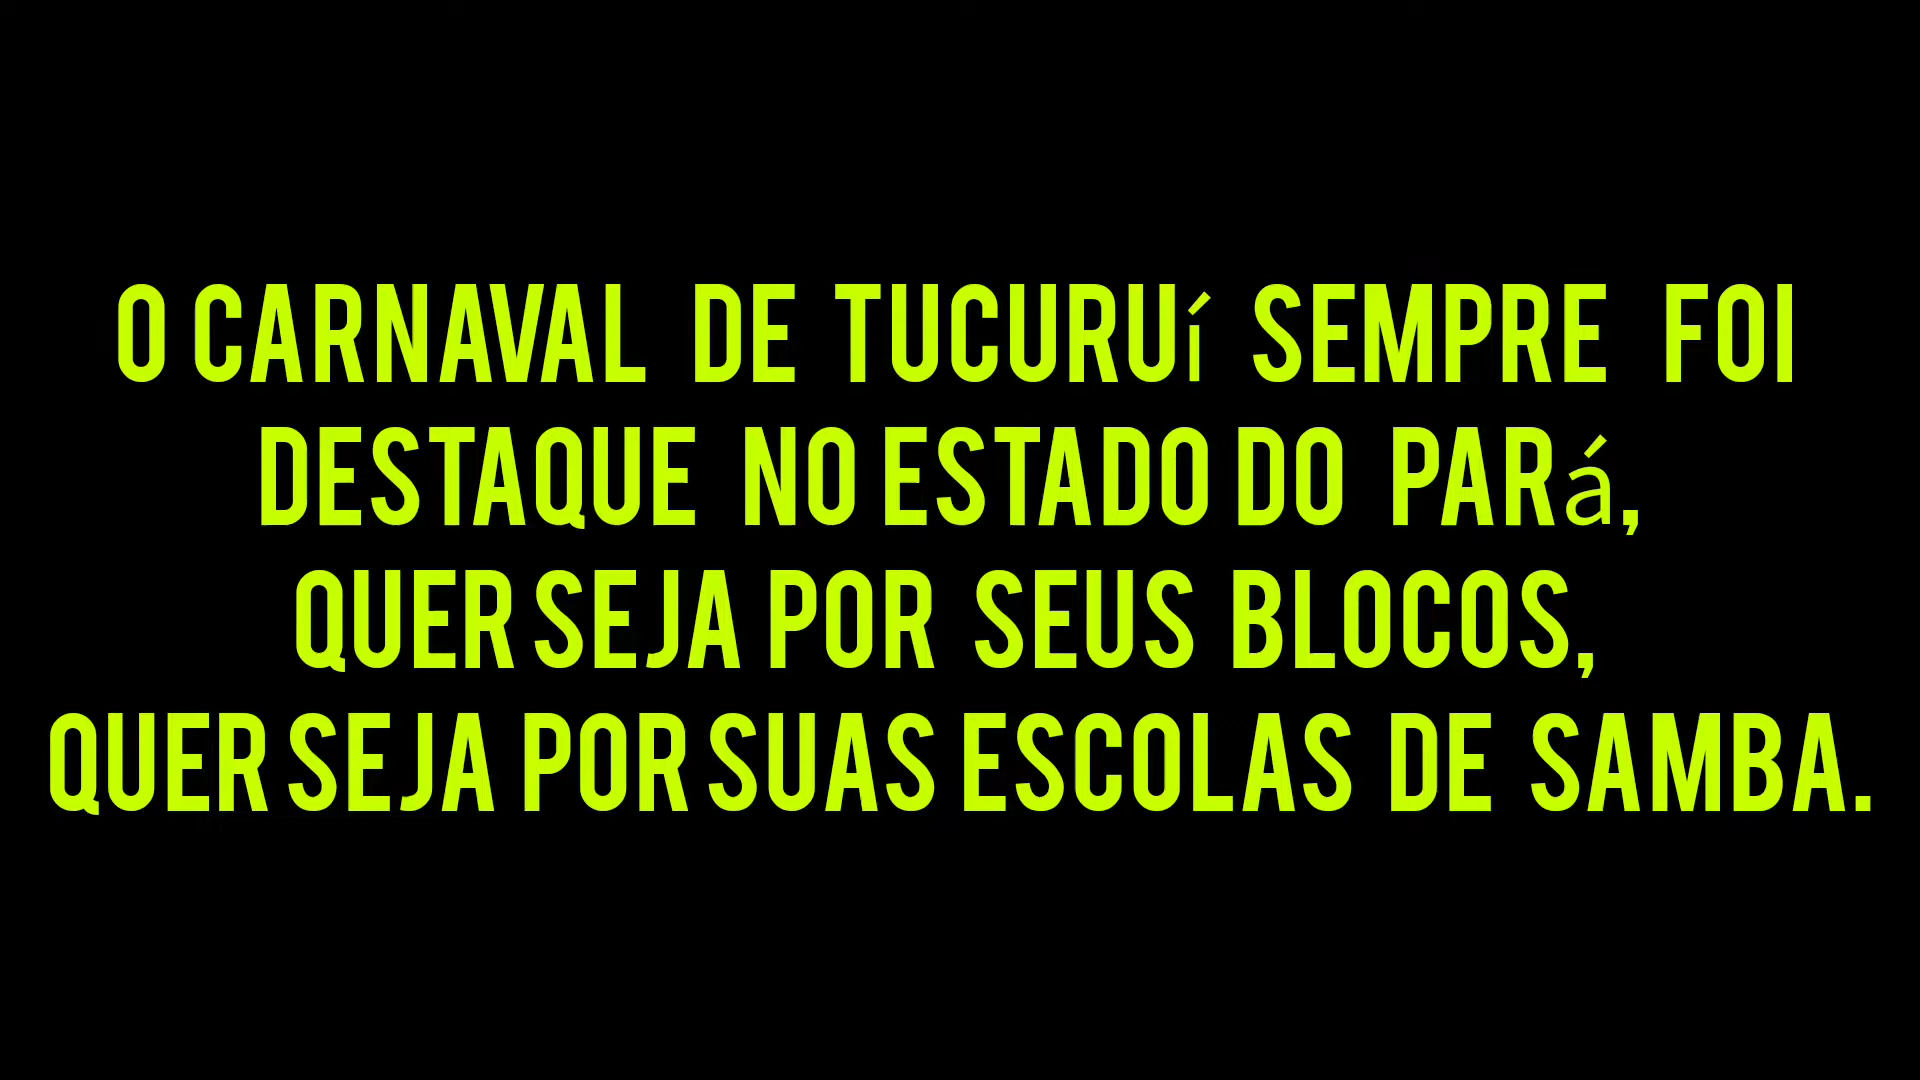 O CARNAVAL DE TUCURUí SEMPRE FOI
DESTAQUE NO ESTADO DO PARá,
QUER SEJA POR SEUS BLOCOS,
QUER SEJA POR SUAS ESCOLAS DE SAMBA.